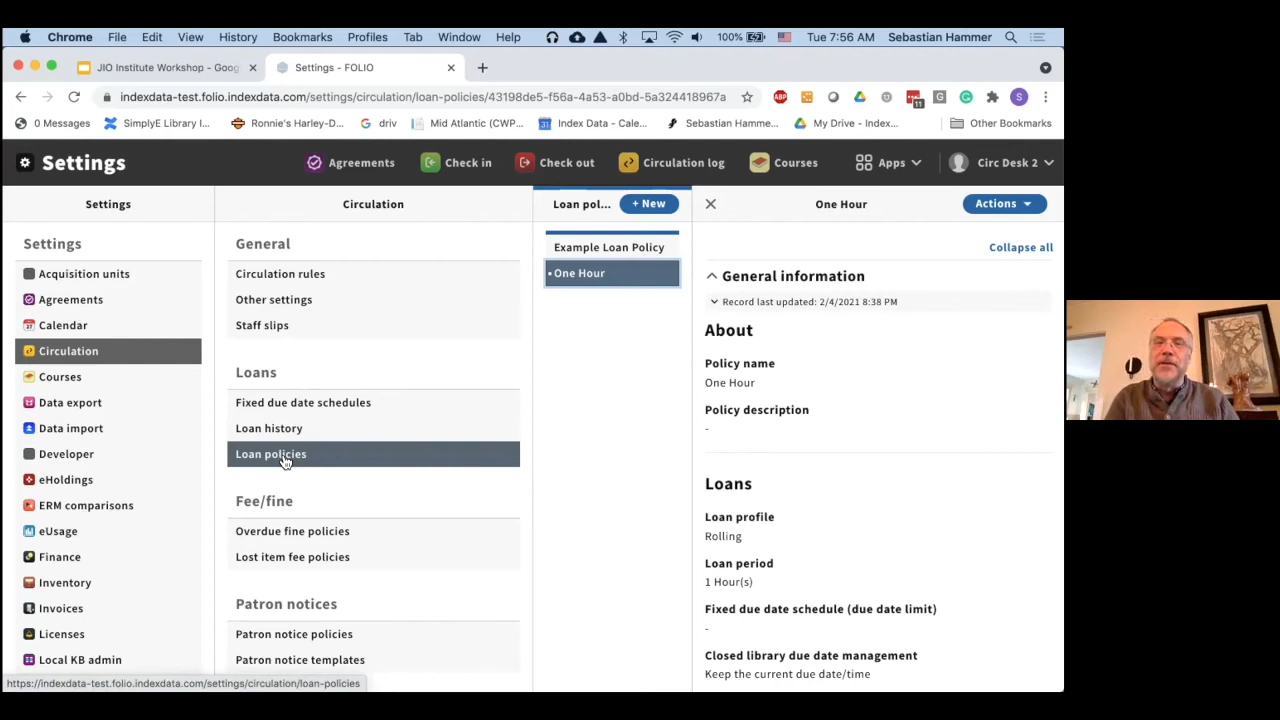 Chrome File Edit View History Bookmarks Profiles Tab Window Help 100% Tue 7:56 AM Sebastian Hammer
JIO Institute Workshop - Goog Settings - FOLIO
indexdata-test.folio.indexdata.com/settings/circulation/loan-policies/43198de5-f56a-4a53-a0bd-5a324418967a ABP 11 G S
0 Messages SimplyE Library I... Ronnie's Harley-D... driv Mid Atlantic (CWP... Index Data - Cale... Sebastian Hamme... My Drive - Index... Other Bookmarks
Settings Agreements Check in Check out Circulation log Courses Apps Circ Desk 2
Settings Circulation Loan pol... + New One Hour Actions
Settings
Acquisition units
Agreements
Calendar
Circulation
Courses
Data export
Data import
Developer
eHoldings
ERM comparisons
eUsage
Finance
Inventory
Invoices
Licenses
Local KB admin
General
Circulation rules
Other settings
Staff slips
Loans
Fixed due date schedules
Loan history
Loan policies
Fee/fine
Overdue fine policies
Lost item fee policies
Patron notices
Patron notice policies
Patron notice templates
Example Loan Policy
One Hour
Collapse all
General information
Record last updated: 2/4/2021 8:38 PM
About
Policy name
One Hour
Policy description
-
Loans
Loan profile
Rolling
Loan period
1 Hour(s)
Fixed due date schedule (due date limit)
-
Closed library due date management
Keep the current due date/time
https://indexdata-test.folio.indexdata.com/settings/circulation/loan-policies